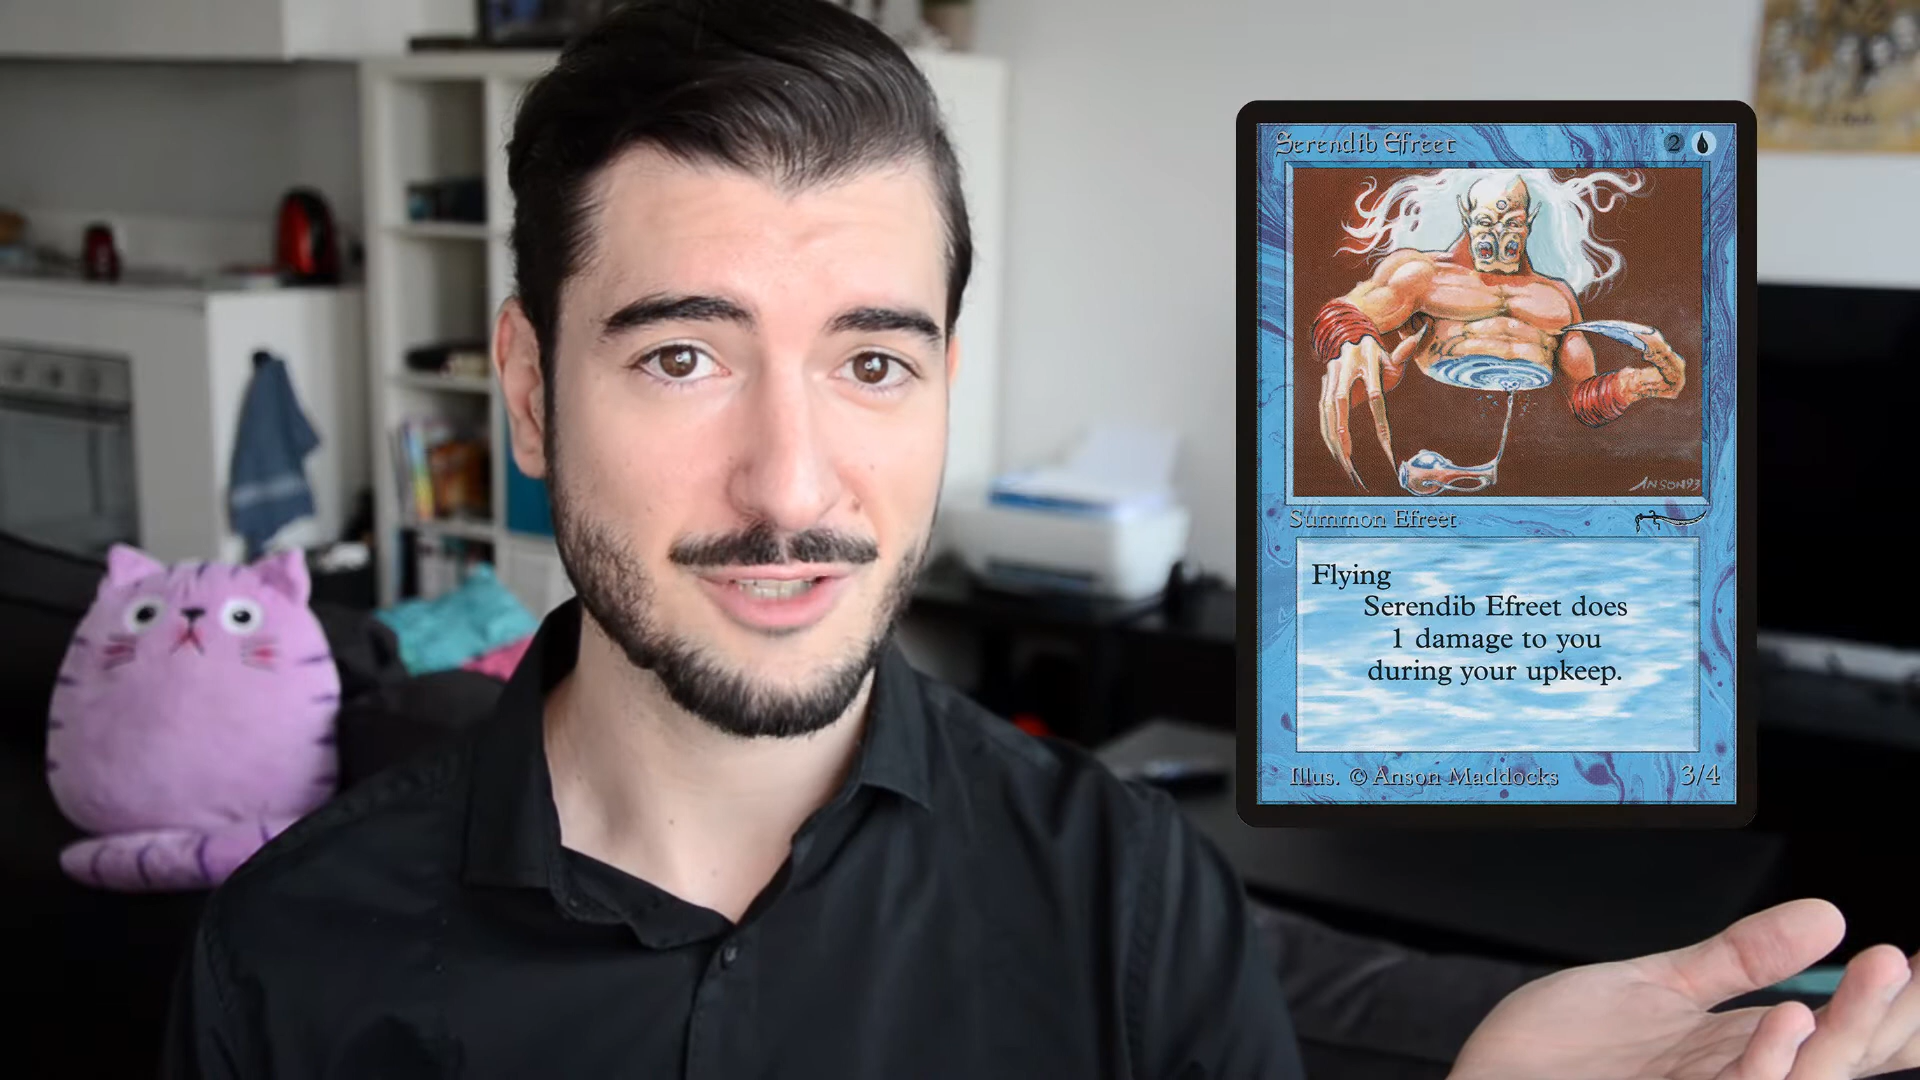 Serendib Efreet 2
ANSON93
Summon Efreet
Flying
Serendib Efreet does
1 damage to you
during your upkeep.
Illus. © Anson Maddocks 3/4